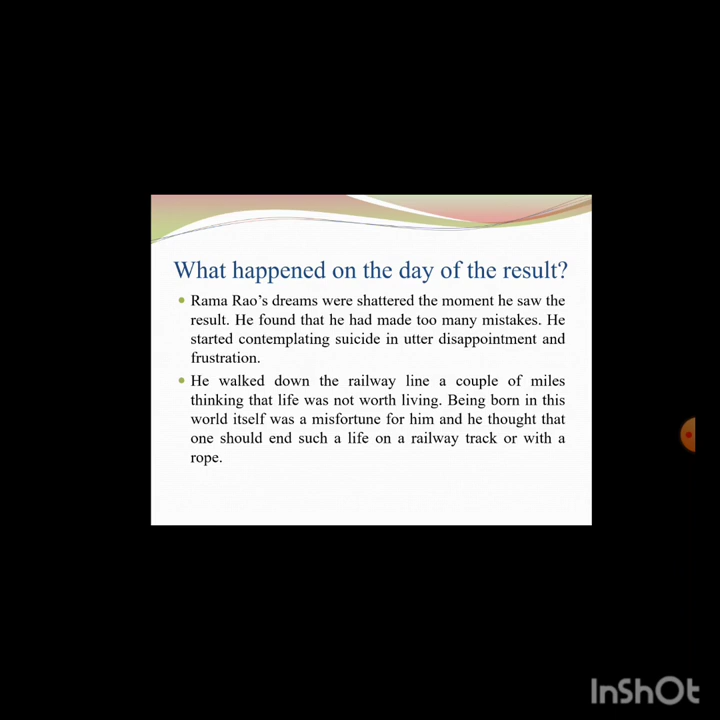 What happened on the day of the result?
Rama Rao's dreams were shattered the moment he saw the
result. He found that he had made too many mistakes. He
started contemplating suicide in utter disappointment and
frustration.
He walked down the railway line a couple of miles
thinking that life was not worth living. Being born in this
world itself was a misfortune for him and he thought that
one should end such a life on a railway track or with a
rope.
InShOt